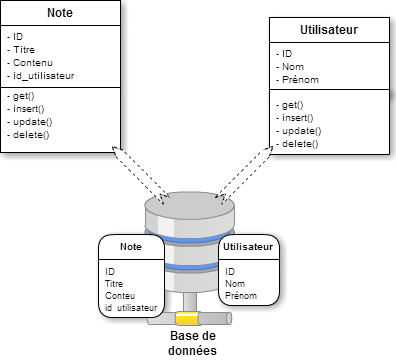 Note
- ID
- Titre
- Contenu
- id_utilisateur
- get()
- insert()
- update()
- delete()
Utilisateur
- ID
- Nom
- Prénom
- get()
- insert()
- update()
- delete()
Note
ID
Titre
Conteu
id_utilisateur
Utilisateur
ID
Nom
Prénom
Base de
données